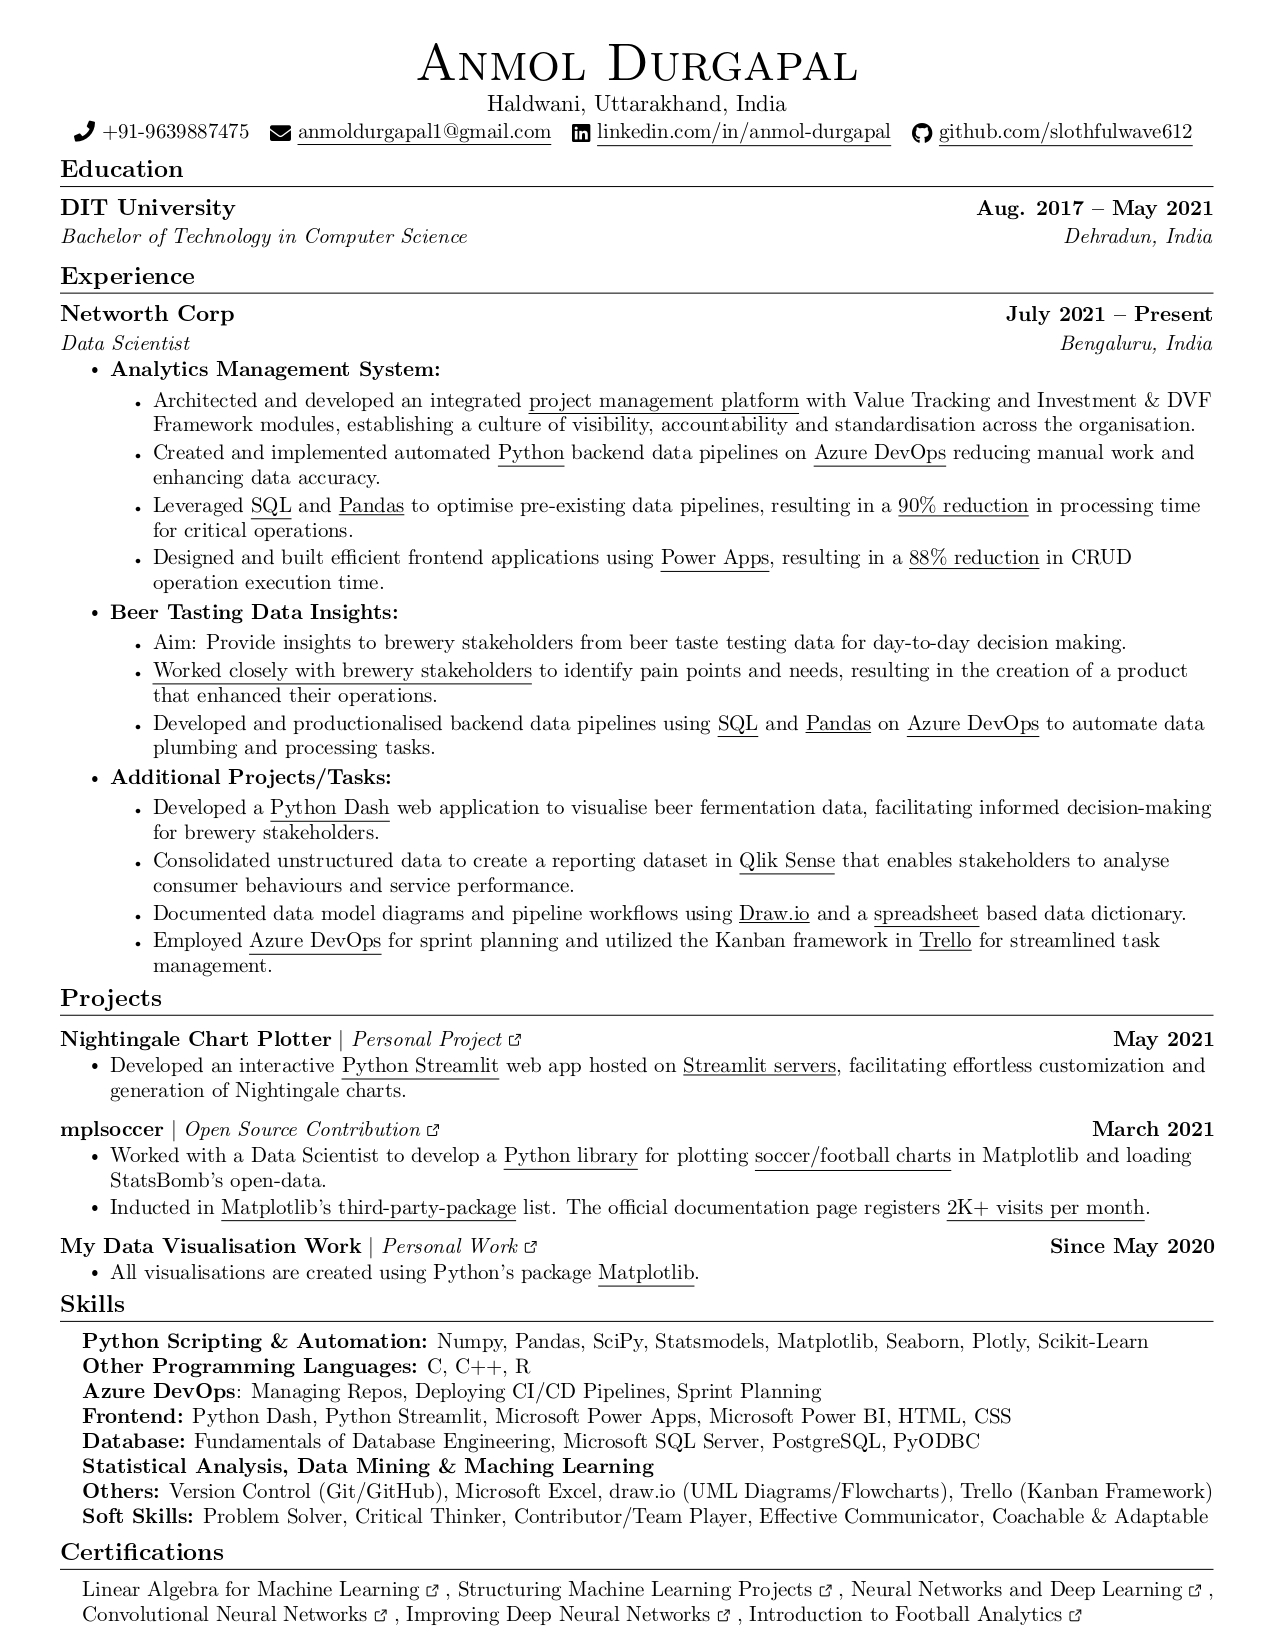 Anmol Durgapal
Haldwani, Uttarakhand, India
+91-9639887475 anmoldurgapal1@gmail.com linkedin.com/in/anmol-durgapal github.com/slothfulwave612
Education
DIT University Aug. 2017 – May 2021
Bachelor of Technology in Computer Science Dehradun, India
Experience
Networth Corp July 2021 – Present
Data Scientist Bengaluru, India
• Analytics Management System:
• Architected and developed an integrated project management platform with Value Tracking and Investment & DVF
Framework modules, establishing a culture of visibility, accountability and standardisation across the organisation.
• Created and implemented automated Python backend data pipelines on Azure DevOps reducing manual work and
enhancing data accuracy.
• Leveraged SQL and Pandas to optimise pre-existing data pipelines, resulting in a 90% reduction in processing time
for critical operations.
• Designed and built efficient frontend applications using Power Apps, resulting in a 88% reduction in CRUD
operation execution time.
• Beer Tasting Data Insights:
• Aim: Provide insights to brewery stakeholders from beer taste testing data for day-to-day decision making.
• Worked closely with brewery stakeholders to identify pain points and needs, resulting in the creation of a product
that enhanced their operations.
• Developed and productionalised backend data pipelines using SQL and Pandas on Azure DevOps to automate data
plumbing and processing tasks.
• Additional Projects/Tasks:
• Developed a Python Dash web application to visualise beer fermentation data, facilitating informed decision-making
for brewery stakeholders.
• Consolidated unstructured data to create a reporting dataset in Qlik Sense that enables stakeholders to analyse
consumer behaviours and service performance.
• Documented data model diagrams and pipeline workflows using Draw.io and a spreadsheet based data dictionary.
• Employed Azure DevOps for sprint planning and utilized the Kanban framework in Trello for streamlined task
management.
Projects
Nightingale Chart Plotter | Personal Project May 2021
• Developed an interactive Python Streamlit web app hosted on Streamlit servers, facilitating effortless customization and
generation of Nightingale charts.
mplsoccer | Open Source Contribution March 2021
• Worked with a Data Scientist to develop a Python library for plotting soccer/football charts in Matplotlib and loading
StatsBomb's open-data.
• Inducted in Matplotlib's third-party-package list. The official documentation page registers 2K+ visits per month.
My Data Visualisation Work | Personal Work Since May 2020
• All visualisations are created using Python's package Matplotlib.
Skills
Python Scripting & Automation: Numpy, Pandas, SciPy, Statsmodels, Matplotlib, Seaborn, Plotly, Scikit-Learn
Other Programming Languages: C, C++, R
Azure DevOps: Managing Repos, Deploying CI/CD Pipelines, Sprint Planning
Frontend: Python Dash, Python Streamlit, Microsoft Power Apps, Microsoft Power BI, HTML, CSS
Database: Fundamentals of Database Engineering, Microsoft SQL Server, PostgreSQL, PyODBC
Statistical Analysis, Data Mining & Maching Learning
Others: Version Control (Git/GitHub), Microsoft Excel, draw.io (UML Diagrams/Flowcharts), Trello (Kanban Framework)
Soft Skills: Problem Solver, Critical Thinker, Contributor/Team Player, Effective Communicator, Coachable & Adaptable
Certifications
Linear Algebra for Machine Learning , Structuring Machine Learning Projects , Neural Networks and Deep Learning ,
Convolutional Neural Networks , Improving Deep Neural Networks , Introduction to Football Analytics